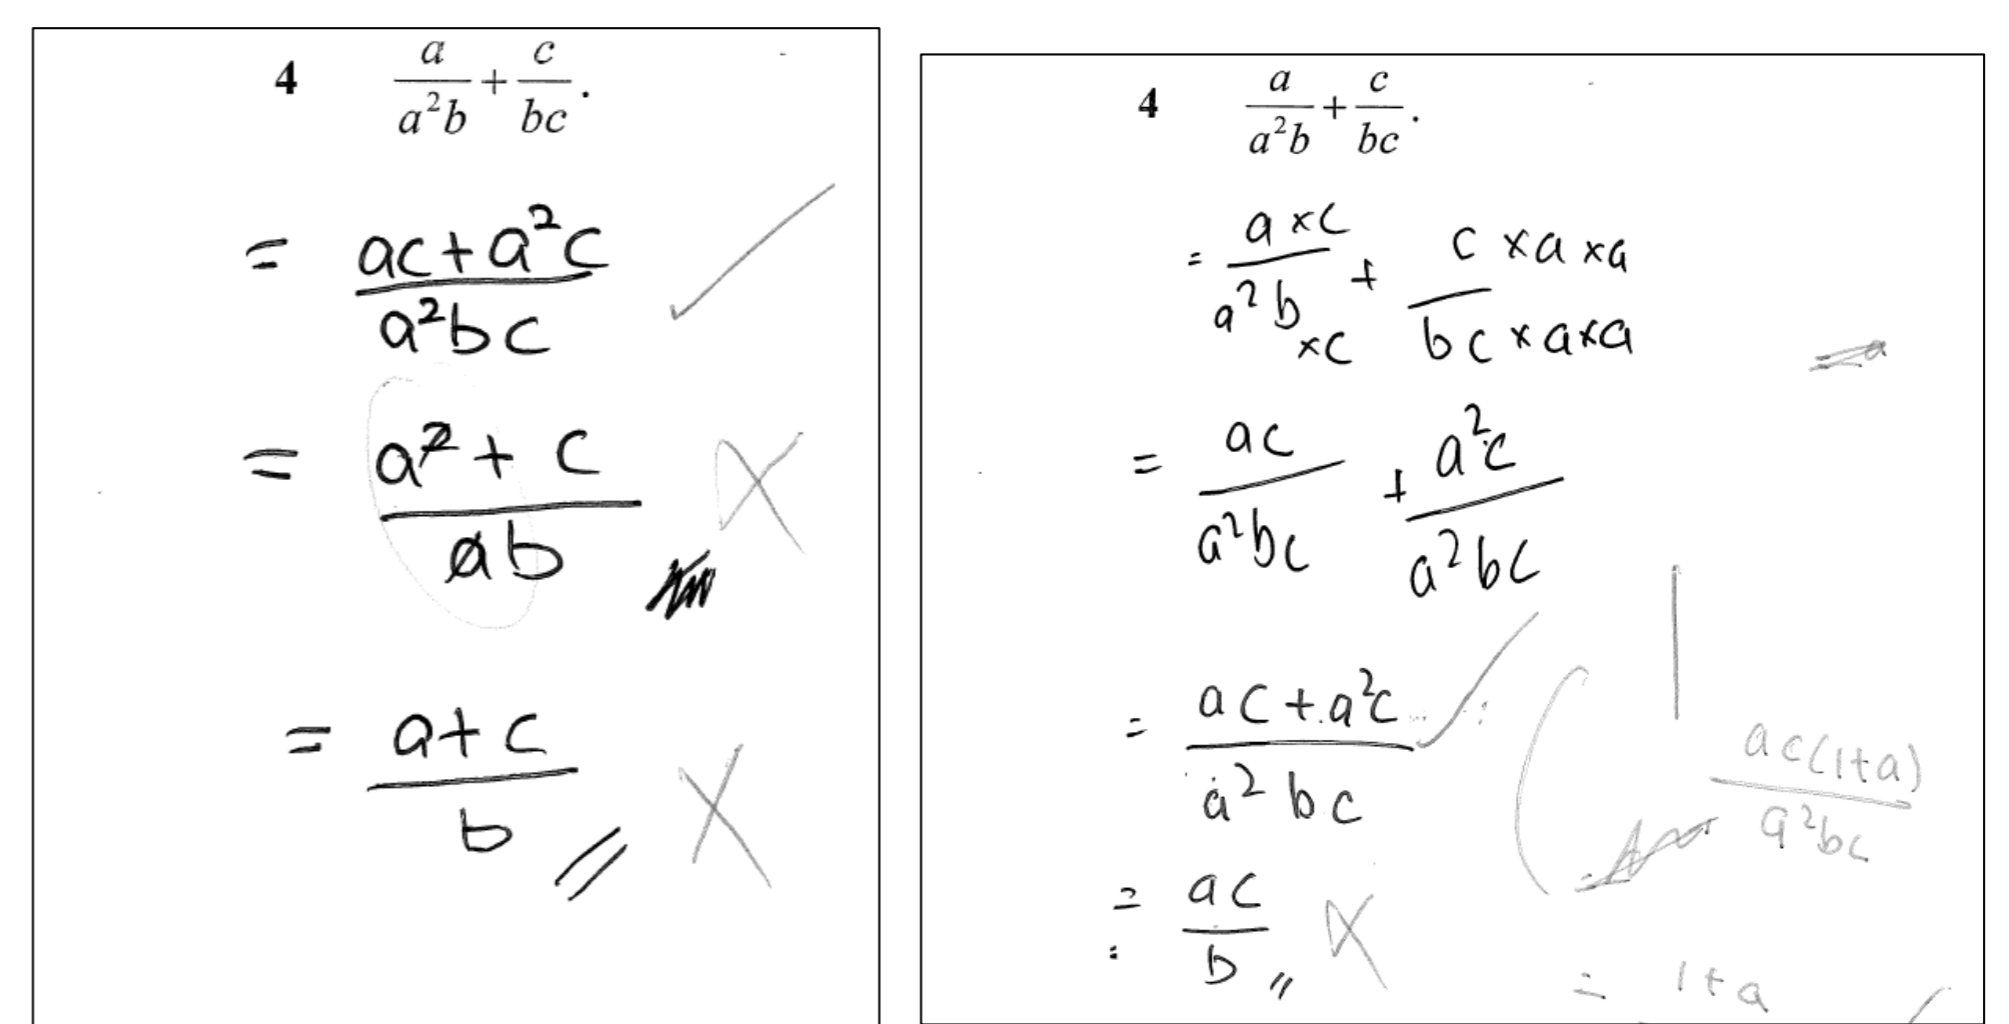 4 a/(a²b) + c/(bc).
= (ac + a²c)/(a²bc)
= (a² + c)/(ab)
= (a + c)/b //
4 a/(a²b) + c/(bc).
= (a × c)/(a²b × c) + (c × a × a)/(bc × a × a)
= ac/(a²bc) + a²c/(a²bc)
= (ac + a²c)/(a²bc)
ac(1+a)/(a²bc)
= ac/b //
= 1+a